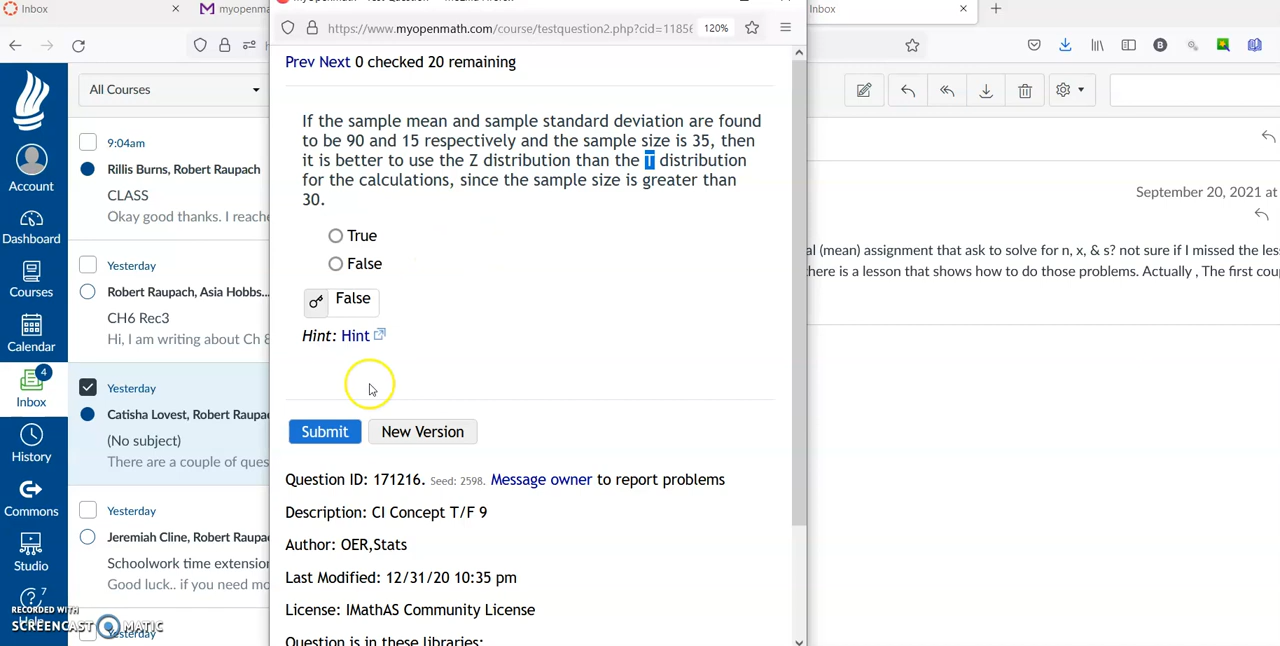 Inbox
myopenm
Inbox
https://www.myopenmath.com/course/testquestion2.php?cid=1185
120%
All Courses
Account
Dashboard
Courses
Calendar
4
Inbox
History
Commons
Studio
7
Help
RECORDED WITH
SCREENCAST MATIC
9:04am
Rillis Burns, Robert Raupach
CLASS
Okay good thanks. I reache
Yesterday
Robert Raupach, Asia Hobbs...
CH6 Rec3
Hi, I am writing about Ch 8
Yesterday
Catisha Lovest, Robert Raupa
(No subject)
There are a couple of ques
Yesterday
Jeremiah Cline, Robert Raupa
Schoolwork time extension
Good luck.. if you need mo
Yesterday
Prev Next 0 checked 20 remaining
If the sample mean and sample standard deviation are found
to be 90 and 15 respectively and the sample size is 35, then
it is better to use the Z distribution than the T distribution
for the calculations, since the sample size is greater than
30.
True
False
False
Hint: Hint
Submit New Version
Question ID: 171216. Seed: 2598. Message owner to report problems
Description: CI Concept T/F 9
Author: OER,Stats
Last Modified: 12/31/20 10:35 pm
License: IMathAS Community License
Question is in these libraries:
September 20, 2021 at
al (mean) assignment that ask to solve for n, x, & s? not sure if I missed the les
here is a lesson that shows how to do those problems. Actually , The first cou